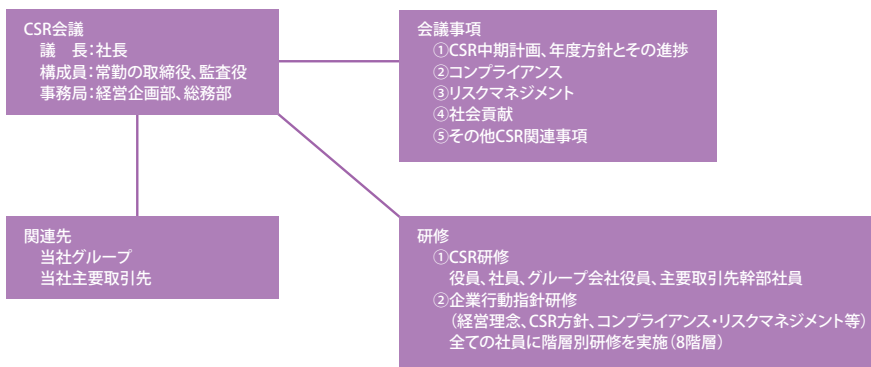 CSR会議
議　長：社長
構成員：常勤の取締役、監査役
事務局：経営企画部、総務部
会議事項
①CSR中期計画、年度方針とその進捗
②コンプライアンス
③リスクマネジメント
④社会貢献
⑤その他CSR関連事項
関連先
当社グループ
当社主要取引先
研修
①CSR研修
役員、社員、グループ会社役員、主要取引先幹部社員
②企業行動指針研修
（経営理念、CSR方針、コンプライアンス・リスクマネジメント等）
全ての社員に階層別研修を実施（8階層）